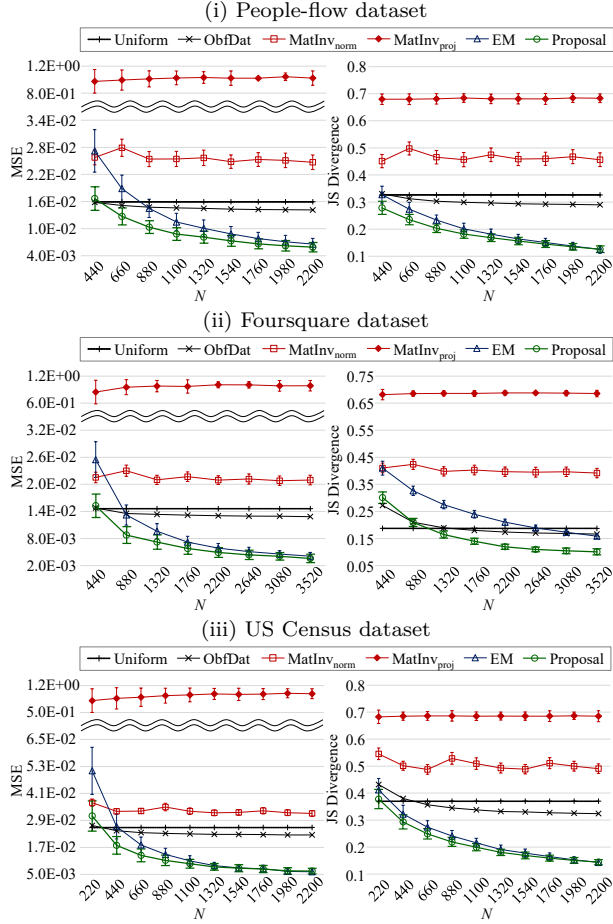 (i) People-flow dataset
Uniform ObfDat MatInv_norm MatInv_proj EM Proposal
1.2E+00
8.0E-01
3.4E-02
2.8E-02
2.2E-02
1.6E-02
1.0E-02
4.0E-03
MSE
440 660 880 1100 1320 1540 1760 1980 2200
N
0.8
0.7
0.6
0.5
0.4
0.3
0.2
0.1
JS Divergence
440 660 880 1100 1320 1540 1760 1980 2200
N
(ii) Foursquare dataset
Uniform ObfDat MatInv_norm MatInv_proj EM Proposal
1.2E+00
6.0E-01
3.2E-02
2.6E-02
2.0E-02
1.4E-02
8.0E-03
2.0E-03
MSE
440 880 1320 1760 2200 2640 3080 3520
N
0.75
0.65
0.55
0.45
0.35
0.25
0.15
0.05
JS Divergence
440 880 1320 1760 2200 2640 3080 3520
N
(iii) US Census dataset
Uniform ObfDat MatInv_norm MatInv_proj EM Proposal
1.2E+00
5.0E-01
6.5E-02
5.3E-02
4.1E-02
2.9E-02
1.7E-02
5.0E-03
MSE
220 440 660 880 1100 1320 1540 1760 1980 2200
N
0.8
0.7
0.6
0.5
0.4
0.3
0.2
0.1
JS Divergence
220 440 660 880 1100 1320 1540 1760 1980 2200
N